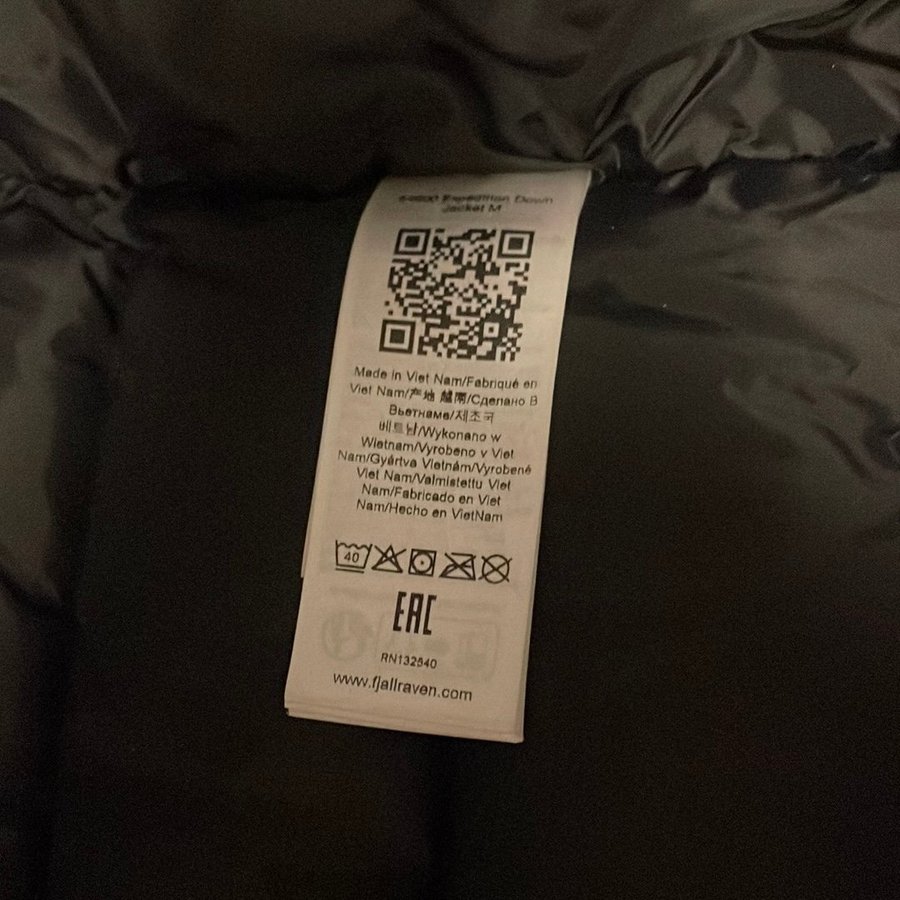 Expedition Down
Jacket M
Made in Viet Nam/Fabriqué en
Viet Nam/产地 越南/Сделано В
Вьетнаме/제조국
베트남/Wykonano w
Wietnam/Vyrobeno v Viet
Nam/Gyártva Vietnám/Vyrobené
Viet Nam/Valmistettu Viet
Nam/Fabricado en Viet
Nam/Hecho en VietNam
40
EAC
RN132840
www.fjallraven.com